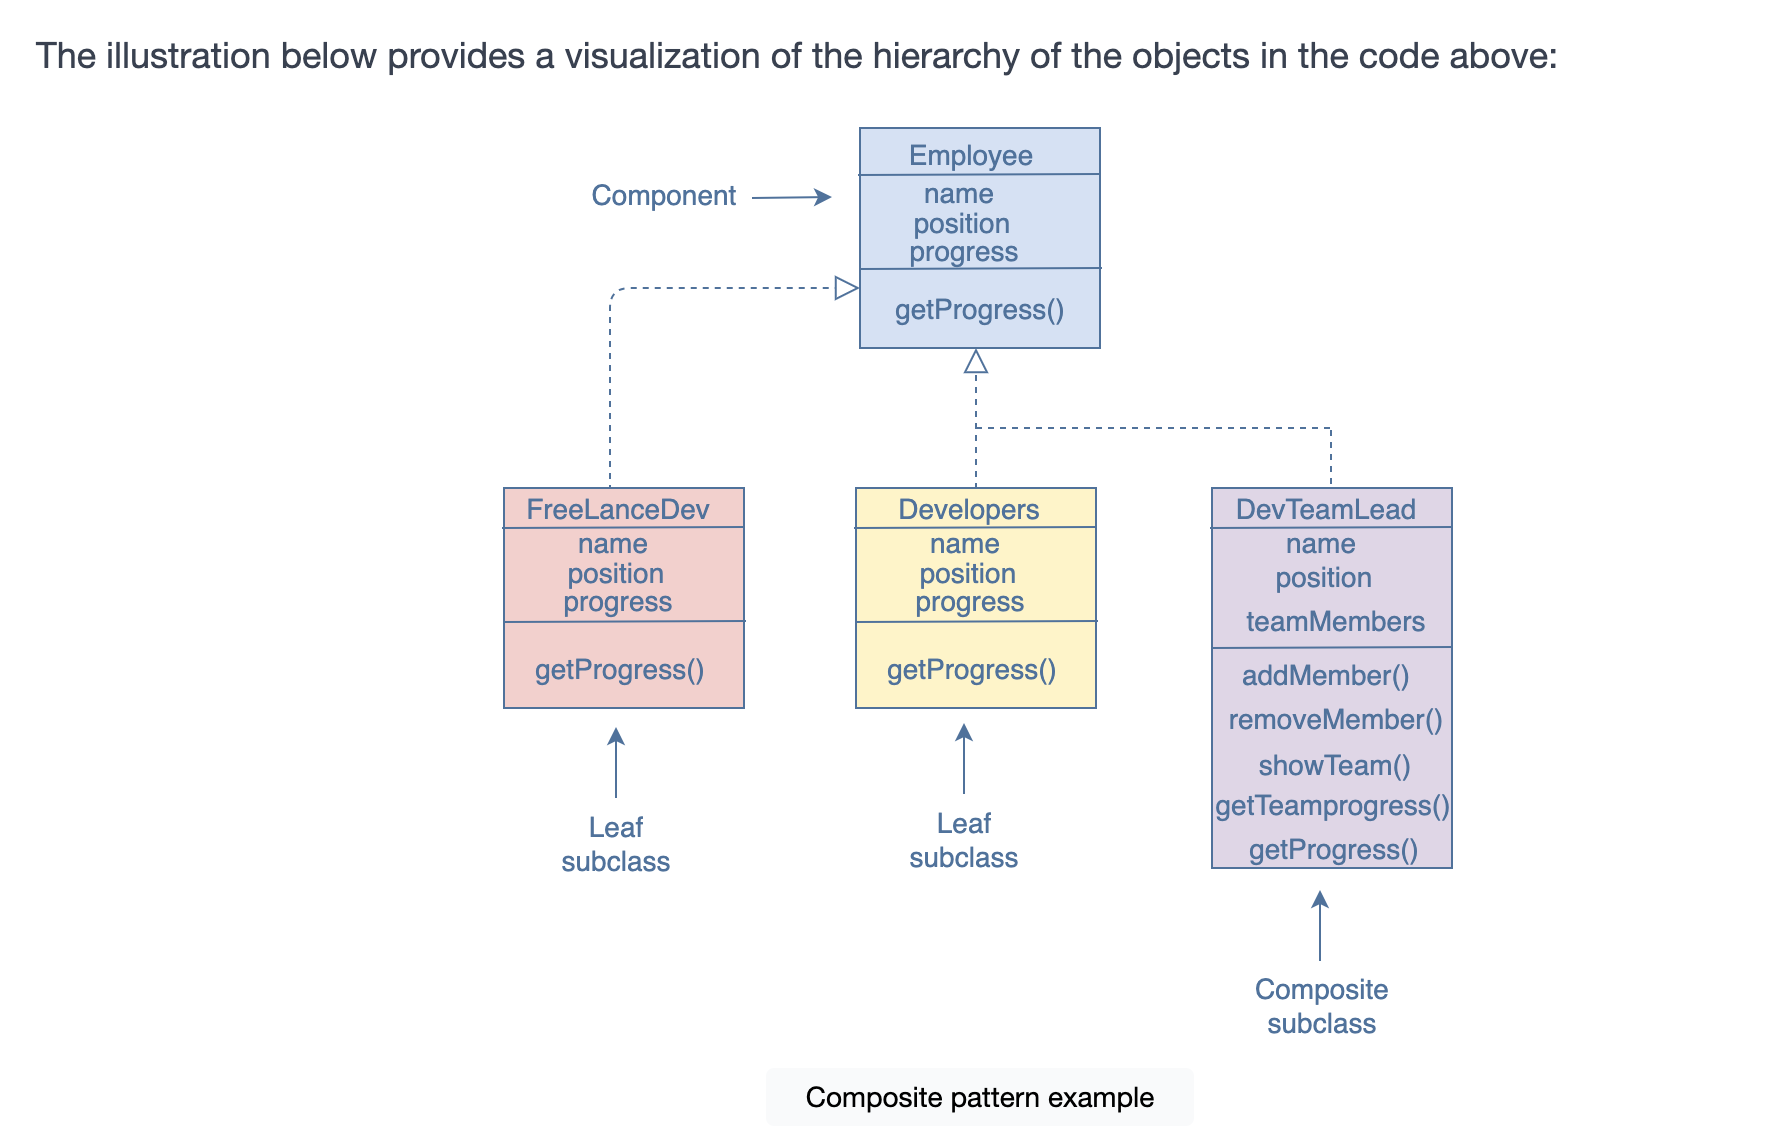 The illustration below provides a visualization of the hierarchy of the objects in the code above:
Employee
Component
name
position
progress
getProgress()
FreeLanceDev
name
position
progress
getProgress()
Leaf
subclass
Developers
name
position
progress
getProgress()
Leaf
subclass
DevTeamLead
name
position
teamMembers
addMember()
removeMember()
showTeam()
getTeamprogress()
getProgress()
Composite
subclass
Composite pattern example